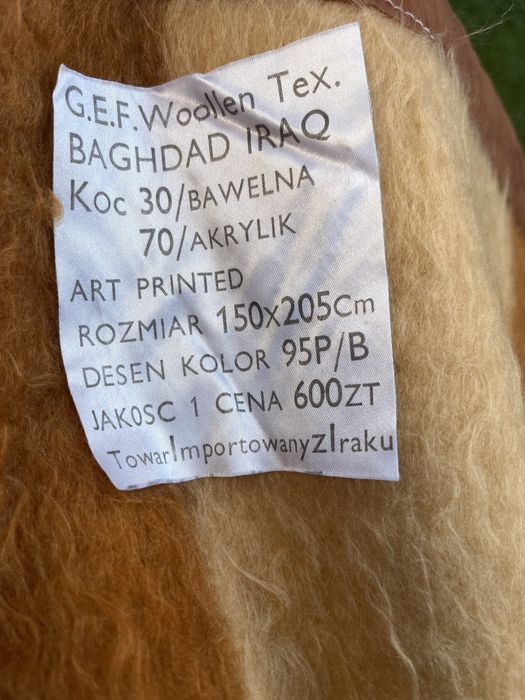 G.E.F. Woollen Tex.
BAGHDAD IRAQ
Koc 30/BAWELNA
70/AKRYLIK
ART PRINTED
ROZMIAR 150x205Cm
DESEN KOLOR 95P/B
JAKOSC 1 CENA 600ZT
TowarImportowanyzIraku